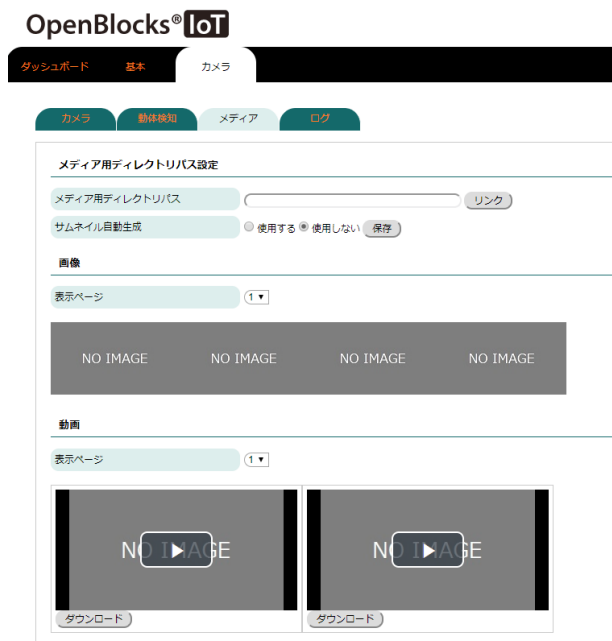 OpenBlocks® IoT
ダッシュボード 基本 カメラ
カメラ 動体検知 メディア ログ
メディア用ディレクトリパス設定
メディア用ディレクトリパス リンク
サムネイル自動生成 使用する 使用しない 保存
画像
表示ページ 1
NO IMAGE NO IMAGE NO IMAGE NO IMAGE
動画
表示ページ 1
NO IMAGE NO IMAGE
ダウンロード ダウンロード